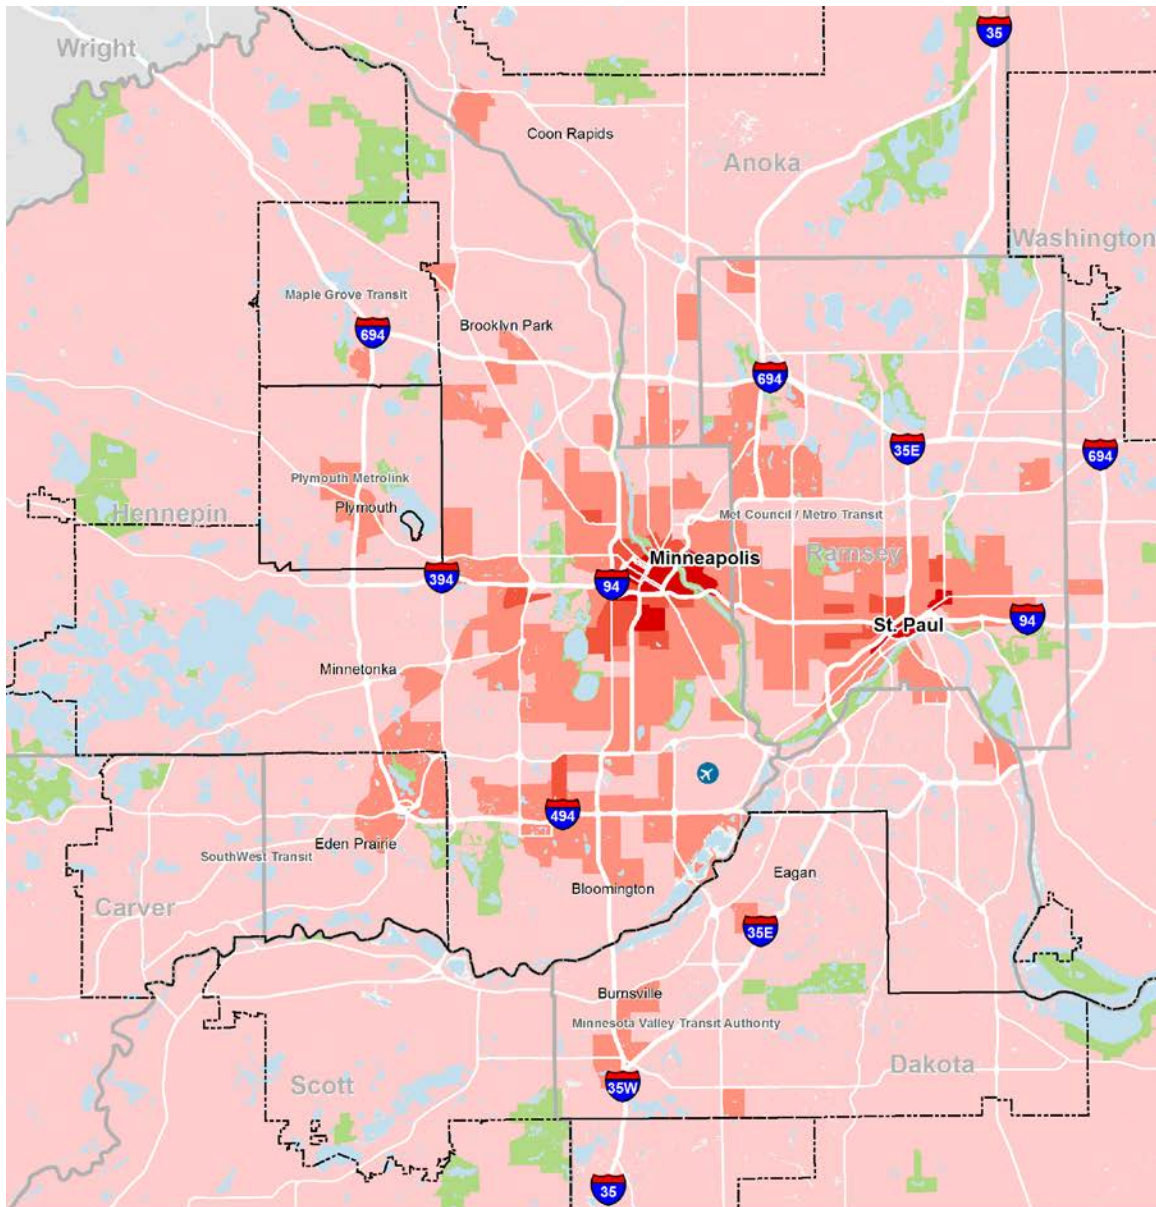 35
Wright
Coon Rapids
Anoka
Washington
Maple Grove Transit
Brooklyn Park
694
694
35E
694
Plymouth Metrolink
Plymouth
Hennepin
Met Council / Metro Transit
Ramsey
Minneapolis
394
94
St. Paul
94
Minnetonka
494
Eden Prairie
SouthWest Transit
Bloomington
Eagan
Carver
35E
Burnsville
Minnesota Valley Transit Authority
Dakota
Scott
35W
35